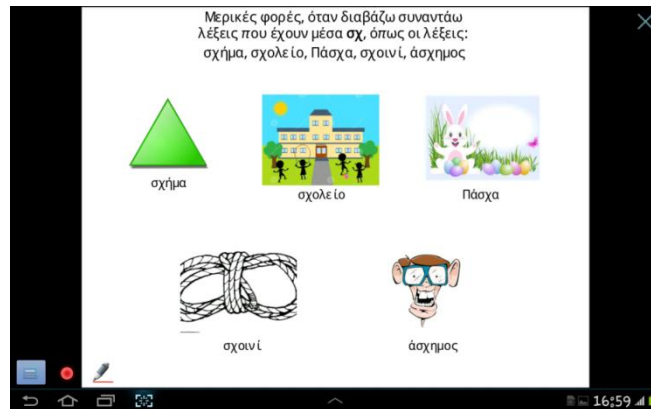 Μερικές φορές, όταν διαβάζω συναντάω
λέξεις που έχουν μέσα σχ, όπως οι λέξεις:
σχήμα, σχολείο, Πάσχα, σχοινί, άσχημος
σχήμα
σχολείο
Πάσχα
σχοινί
άσχημος
16:59